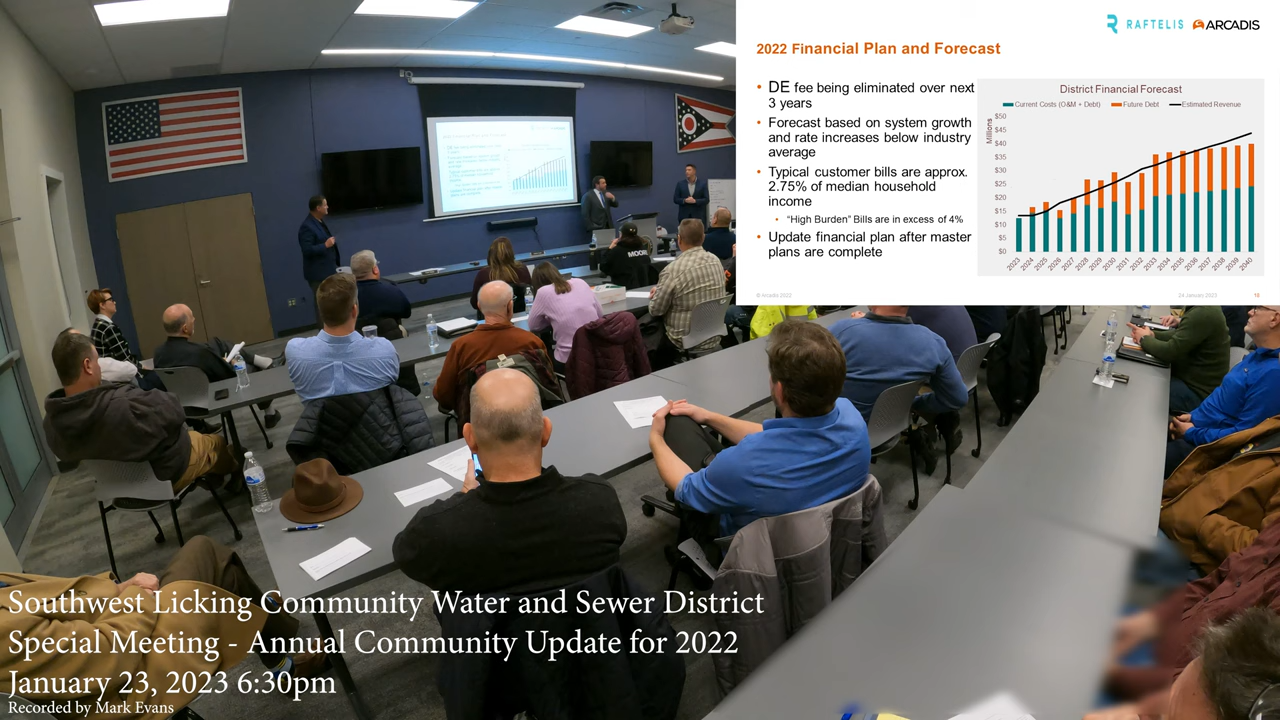 RAFTELIS ARCADIS
2022 Financial Plan and Forecast
• DE fee being eliminated over next
3 years
• Forecast based on system growth
and rate increases below industry
average
• Typical customer bills are approx.
2.75% of median household
income
• “High Burden” Bills are in excess of 4%
• Update financial plan after master
plans are complete
District Financial Forecast
Current Costs (O&M + Debt) Future Debt Estimated Revenue
Millions
$50
$45
$40
$35
$30
$25
$20
$15
$10
$5
$0
2023 2024 2025 2026 2027 2028 2029 2030 2031 2032 2033 2034 2035 2036 2037 2038 2039 2040
© Arcadis 2022 24 January 2023 18
MOORE
Southwest Licking Community Water and Sewer District
Special Meeting - Annual Community Update for 2022
January 23, 2023 6:30pm
Recorded by Mark Evans